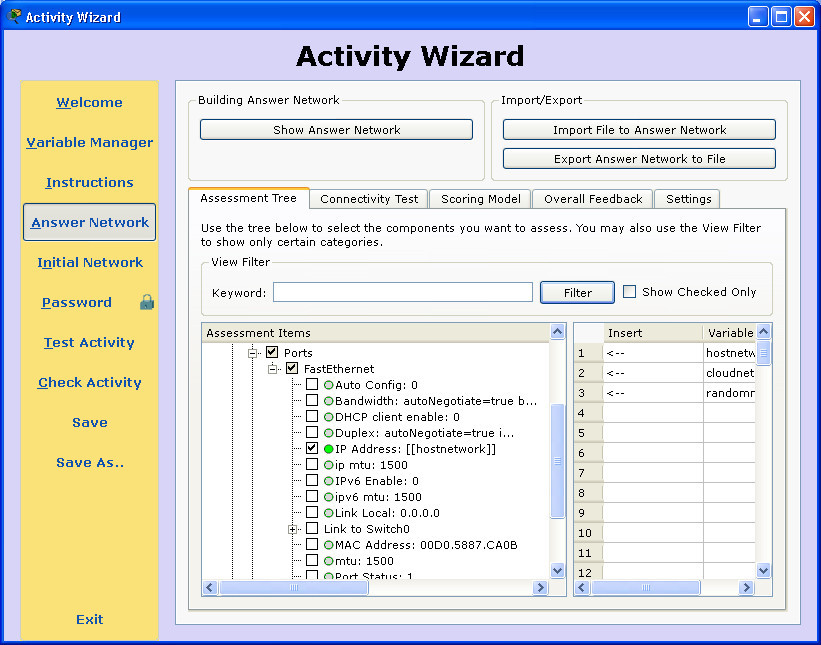 Activity Wizard
Activity Wizard
Welcome
Variable Manager
Instructions
Answer Network
Initial Network
Password
Test Activity
Check Activity
Save
Save As..
Exit
Building Answer Network
Show Answer Network
Import/Export
Import File to Answer Network
Export Answer Network to File
Assessment Tree
Connectivity Test
Scoring Model
Overall Feedback
Settings
Use the tree below to select the components you want to assess. You may also use the View Filter
to show only certain categories.
View Filter
Keyword:
Filter
Show Checked Only
Assessment Items
Ports
FastEthernet
Auto Config: 0
Bandwidth: autoNegotiate=true b...
DHCP client enable: 0
Duplex: autoNegotiate=true i...
IP Address: [[hostnetwork]]
ip mtu: 1500
IPv6 Enable: 0
ipv6 mtu: 1500
Link Local: 0.0.0.0
Link to Switch0
MAC Address: 00D0.5887.CA0B
mtu: 1500
Port Status: 1
Insert Variable
1 <-- hostnetw
2 <-- cloudnet
3 <-- randomn
4
5
6
7
8
9
10
11
12